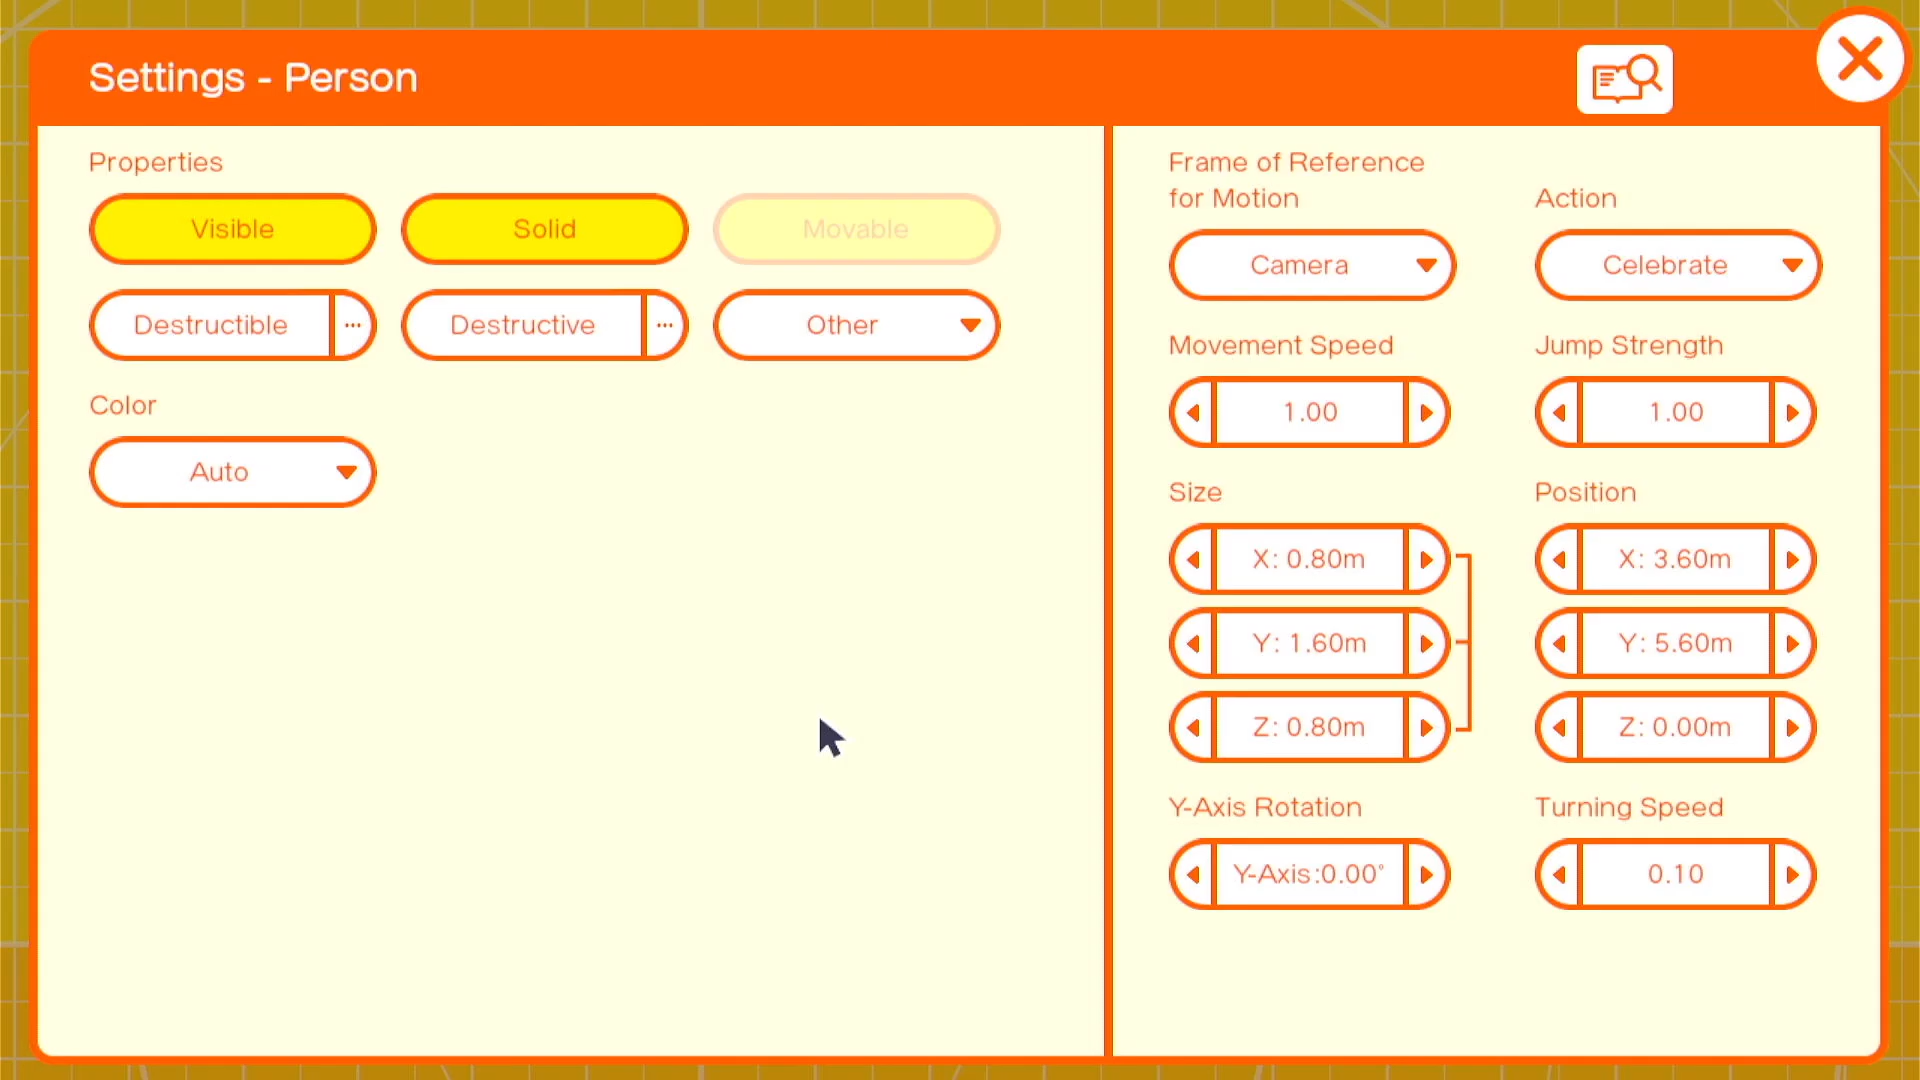 Settings - Person
Properties
Visible
Solid
Movable
Destructible
...
Destructive
...
Other
Color
Auto
Frame of Reference
for Motion
Camera
Action
Celebrate
Movement Speed
1.00
Jump Strength
1.00
Size
X: 0.80m
Y: 1.60m
Z: 0.80m
Position
X: 3.60m
Y: 5.60m
Z: 0.00m
Y-Axis Rotation
Y-Axis:0.00°
Turning Speed
0.10